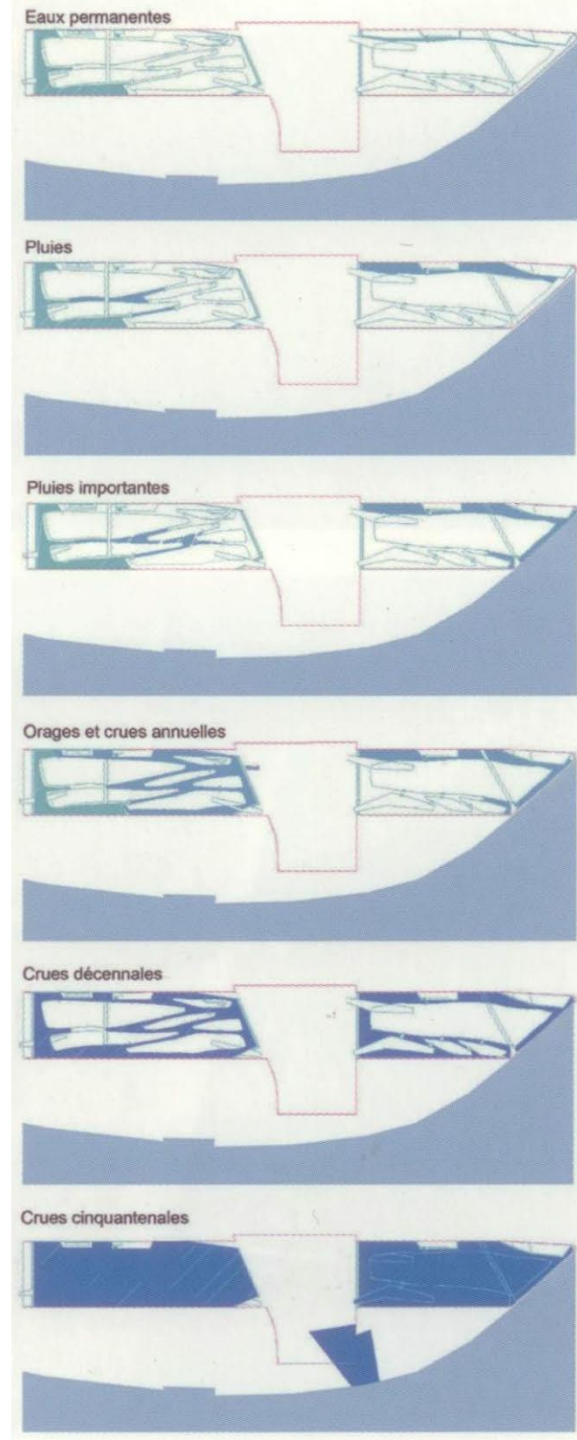 Eaux permanentes
Pluies
Pluies importantes
Orages et crues annuelles
Crues décennales
Crues cinquantenales